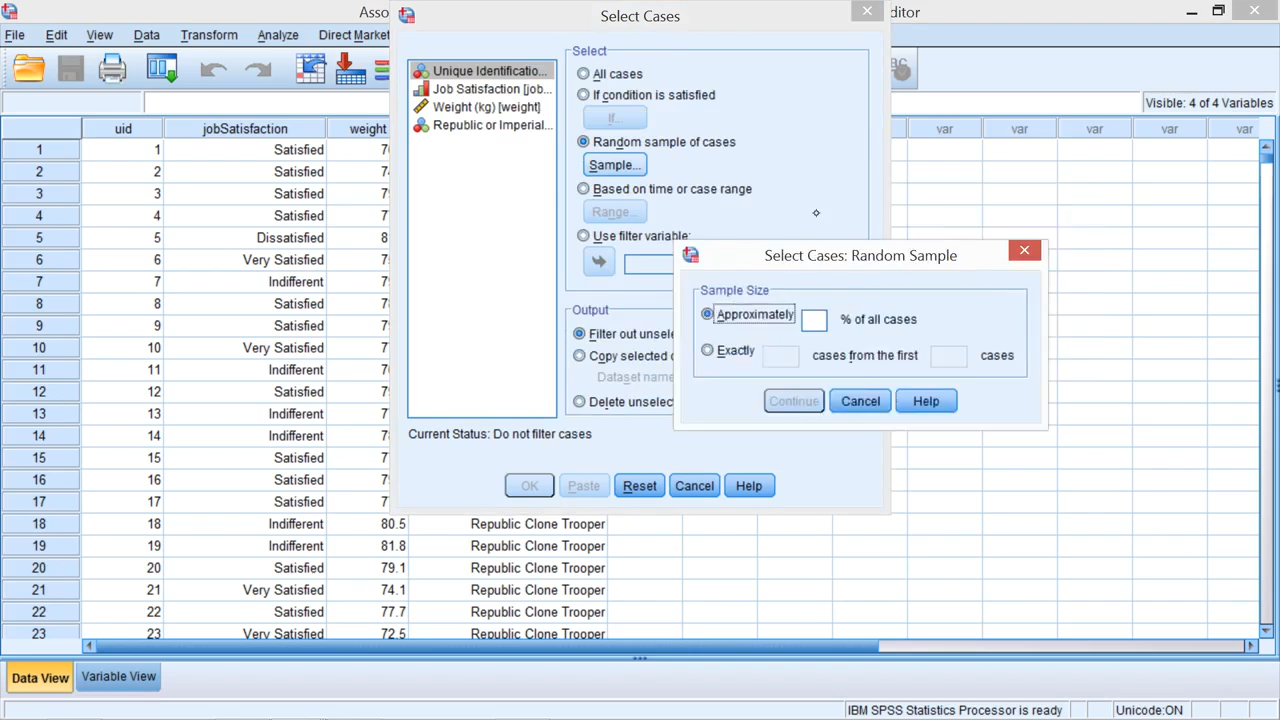 Asso
Select Cases
itor
File Edit View Data Transform Analyze Direct Market
Visible: 4 of 4 Variables
uid jobSatisfaction weight var var var var var
1 1 Satisfied
2 2 Satisfied
3 3 Satisfied
4 4 Satisfied
5 5 Dissatisfied
6 6 Very Satisfied
7 7 Indifferent
8 8 Satisfied
9 9 Satisfied
10 10 Very Satisfied
11 11 Indifferent
12 12 Satisfied
13 13 Indifferent
14 14 Indifferent
15 15 Satisfied
16 16 Satisfied
17 17 Satisfied
18 18 Indifferent 80.5 Republic Clone Trooper
19 19 Indifferent 81.8 Republic Clone Trooper
20 20 Satisfied 79.1 Republic Clone Trooper
21 21 Very Satisfied 74.1 Republic Clone Trooper
22 22 Satisfied 77.7 Republic Clone Trooper
23 23 Very Satisfied 72.5 Republic Clone Trooper
Unique Identificatio...
Job Satisfaction [job...
Weight (kg) [weight]
Republic or Imperial...
Select
All cases
If condition is satisfied
If...
Random sample of cases
Sample...
Based on time or case range
Range...
Use filter variable:
Output
Filter out unsele
Copy selected c
Dataset name
Delete unselect
Current Status: Do not filter cases
OK Paste Reset Cancel Help
Select Cases: Random Sample
Sample Size
Approximately % of all cases
Exactly cases from the first cases
Continue Cancel Help
Data View Variable View
IBM SPSS Statistics Processor is ready Unicode:ON